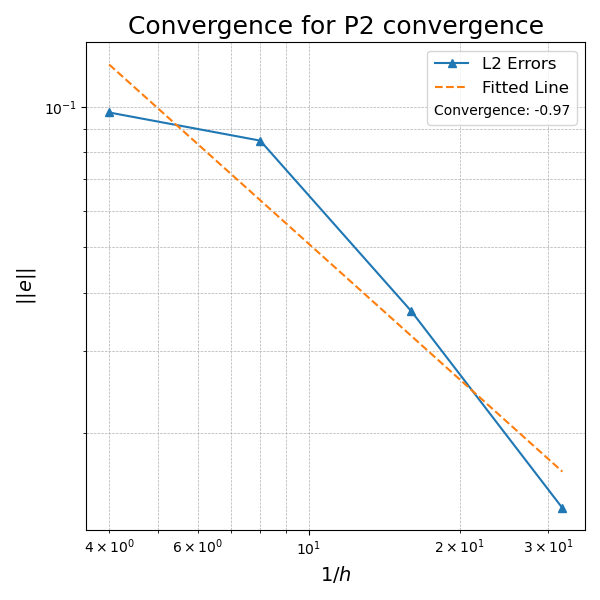 Convergence for P2 convergence
L2 Errors
Fitted Line
Convergence: -0.97
||e||
10⁻¹
4 × 10⁰
6 × 10⁰
10¹
2 × 10¹
3 × 10¹
1/h